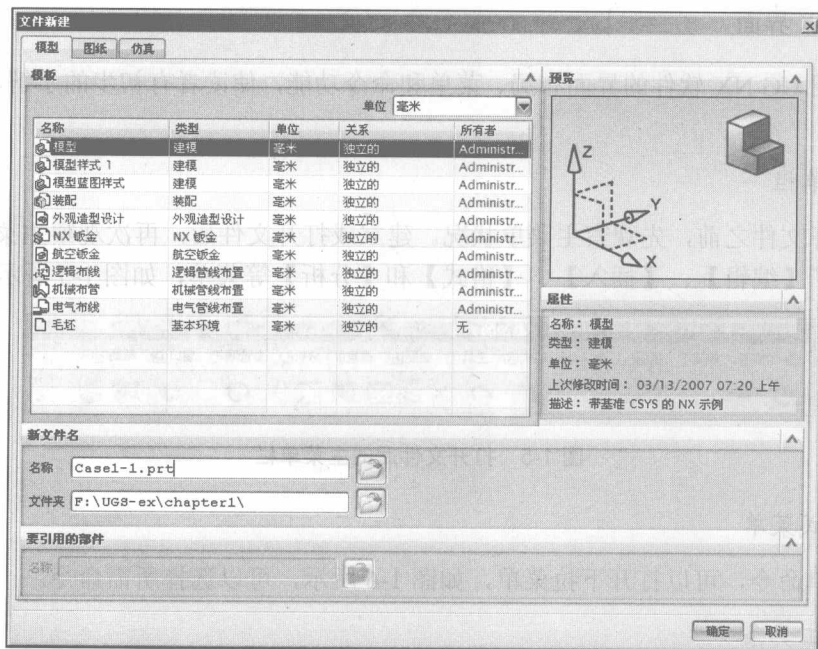 文件新建
模型 图纸 仿真
模板
单位 毫米
名称 类型 单位 关系 所有者
模型 建模 毫米 独立的 Administr...
模型样式 1 建模 毫米 独立的 Administr...
模型蓝图样式 建模 毫米 独立的 Administr...
装配 装配 毫米 独立的 Administr...
外观造型设计 外观造型设计 毫米 独立的 Administr...
NX 钣金 NX 钣金 毫米 独立的 Administr...
航空钣金 航空钣金 毫米 独立的 Administr...
逻辑布线 逻辑管线布置 毫米 独立的 Administr...
机械布管 机械管线布置 毫米 独立的 Administr...
电气布线 电气管线布置 毫米 独立的 Administr...
毛坯 基本环境 毫米 独立的 无
预览
Z
Y
X
属性
名称: 模型
类型: 建模
单位: 毫米
上次修改时间: 03/13/2007 07:20 上午
描述: 带基准 CSYS 的 NX 示例
新文件名
名称 Case1-1.prt
文件夹 F:\UGS-ex\chapter1\
要引用的部件
名称
确定 取消